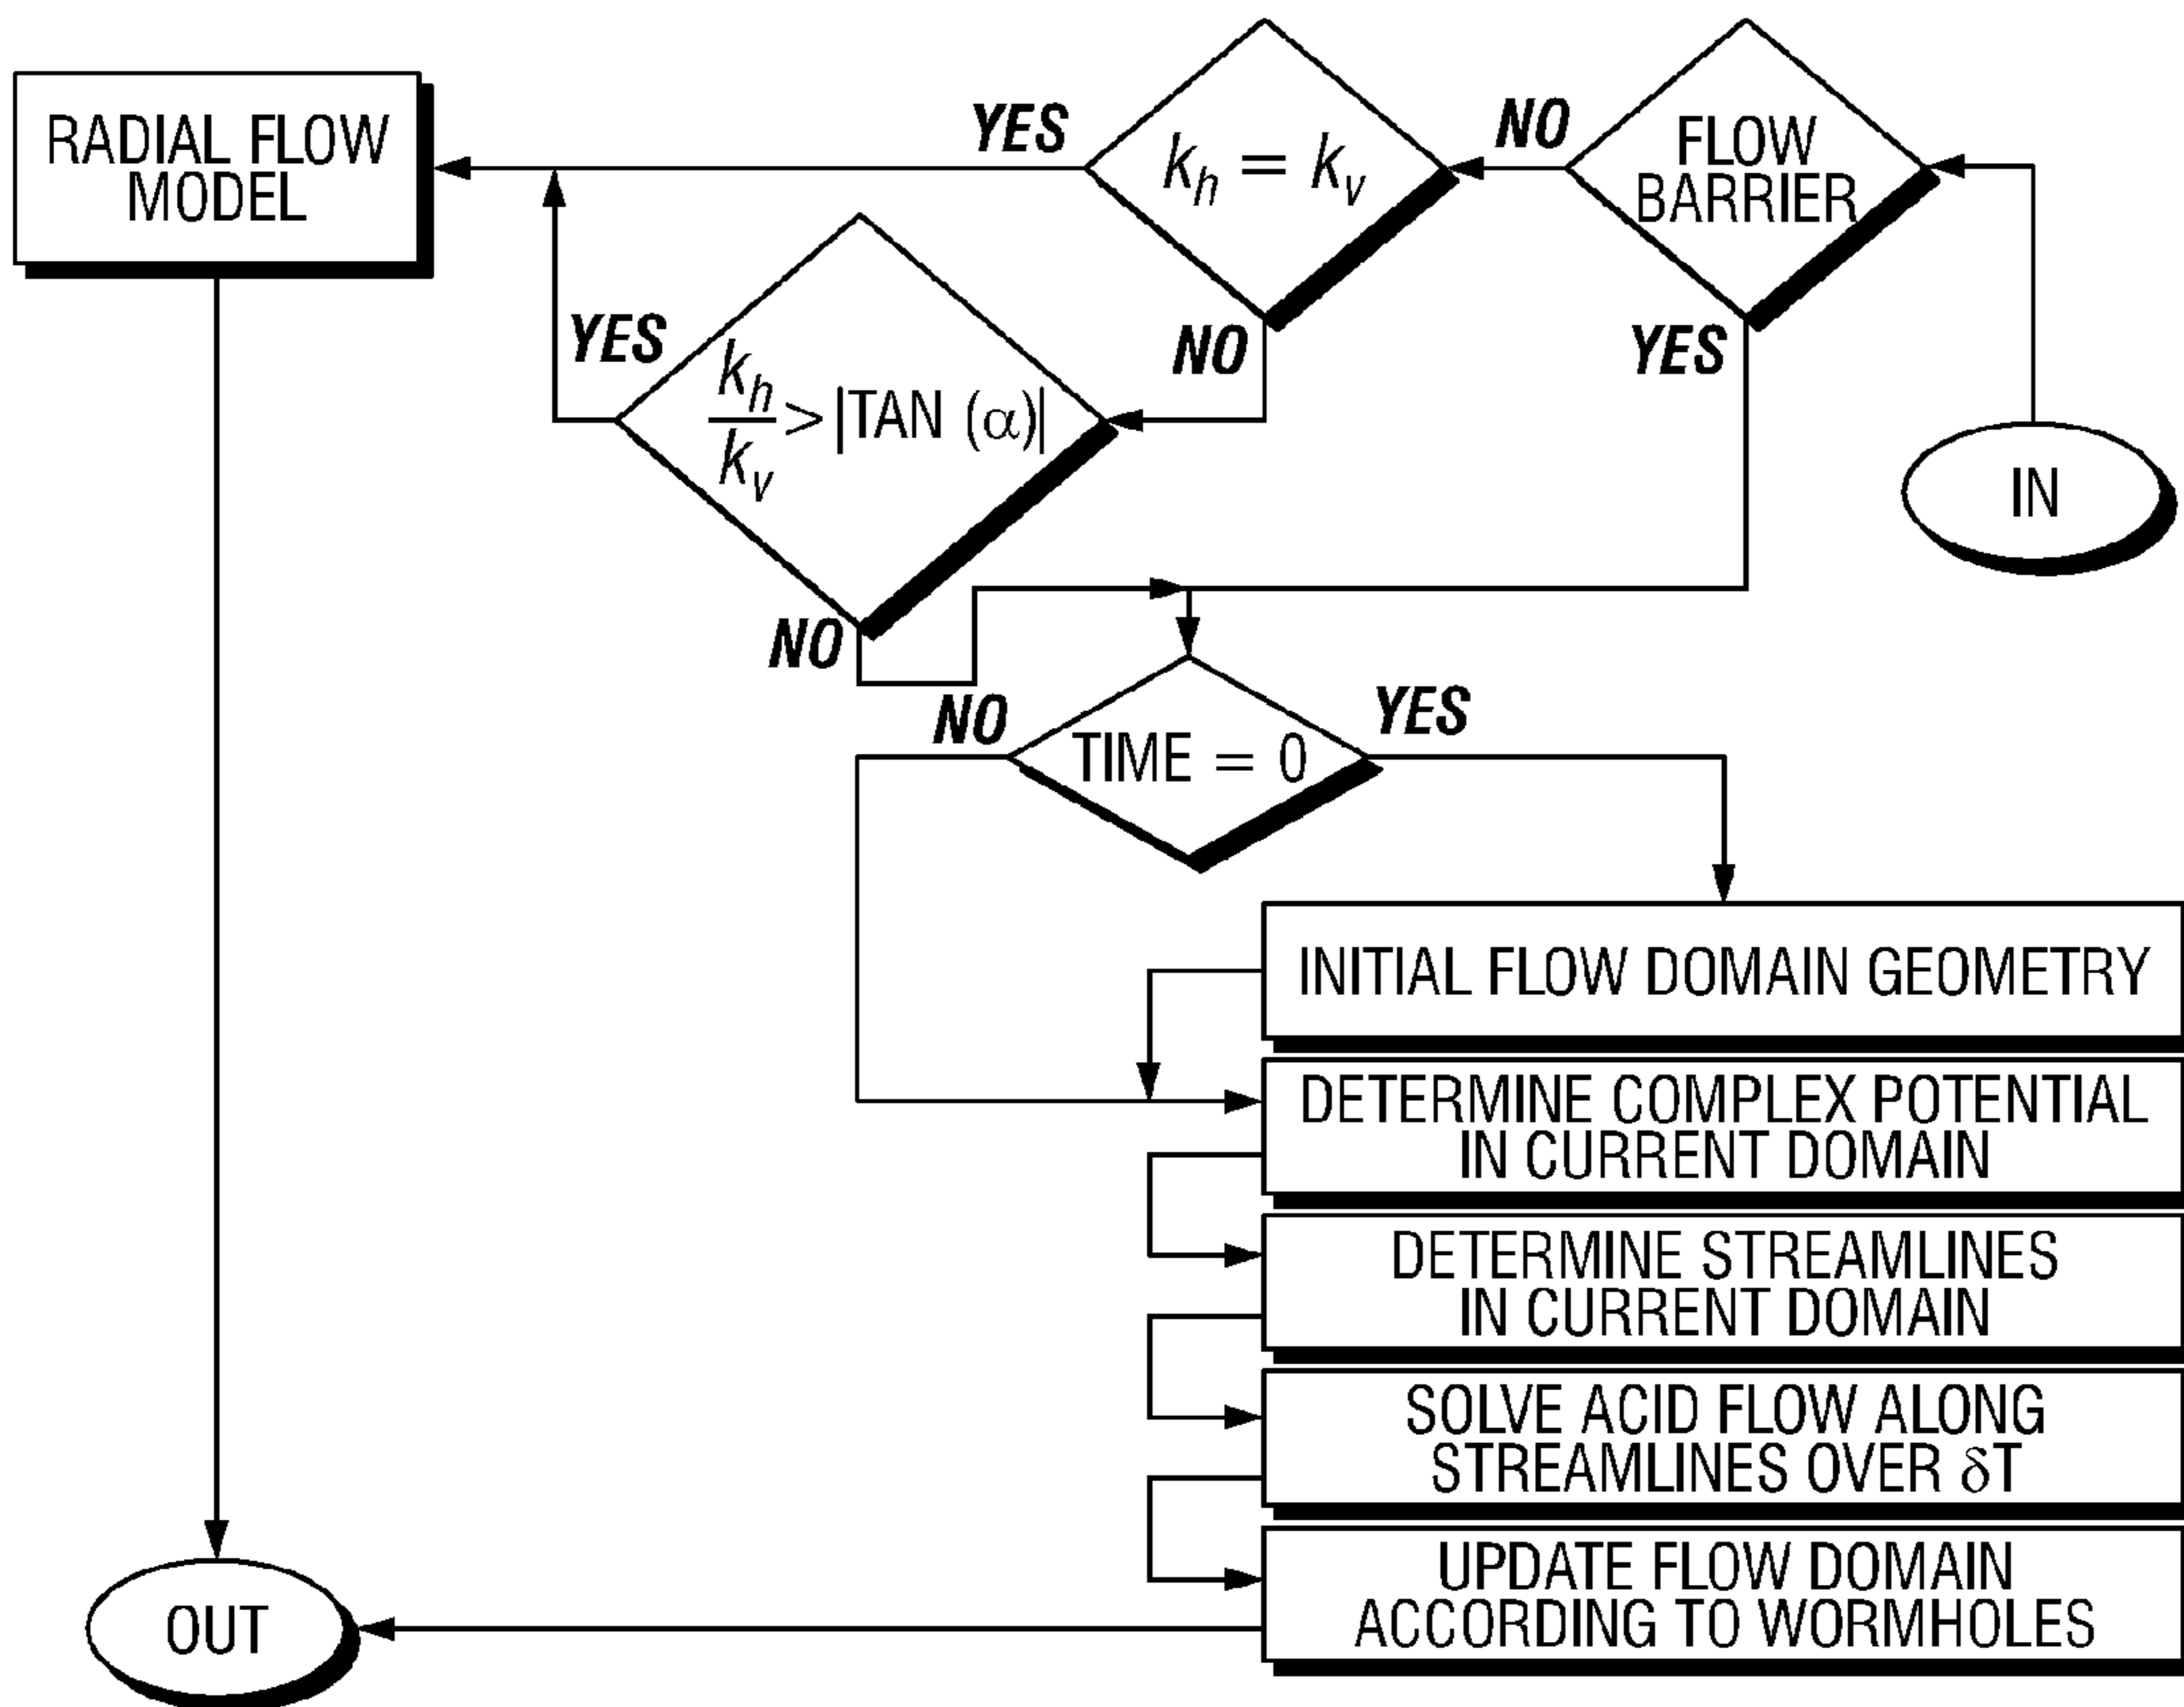 RADIAL FLOW
MODEL
YES
k_h = k_v
NO
FLOW
BARRIER
YES
k_h
k_v
> |TAN (α)|
NO
YES
IN
NO
NO
TIME = 0
YES
INITIAL FLOW DOMAIN GEOMETRY
DETERMINE COMPLEX POTENTIAL
IN CURRENT DOMAIN
DETERMINE STREAMLINES
IN CURRENT DOMAIN
SOLVE ACID FLOW ALONG
STREAMLINES OVER δT
UPDATE FLOW DOMAIN
ACCORDING TO WORMHOLES
OUT